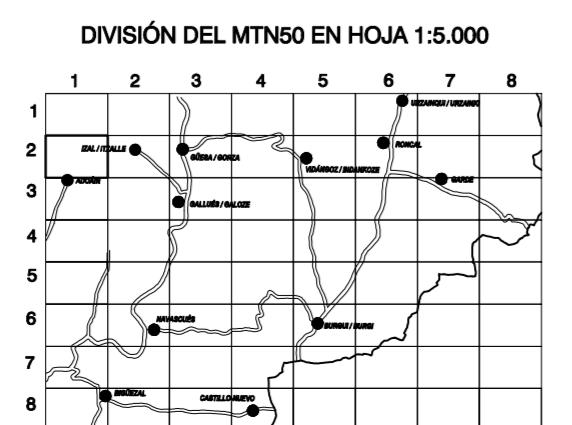 DIVISIÓN DEL MTN50 EN HOJA 1:5.000
1 2 3 4 5 6 7 8
1
URZAINQUI / URZAINKI
2
IZAL / ITZALLE
GÜESA / GORZA
RONCAL
VIDÁNGOZ / BIDANKOZE
3
GARDE
GALLUÉS / GALOZE
4
5
6
NAVASCUÉS
BURGUI / BURGI
7
8
BIGÜEZAL
CASTILLO-NUEVO